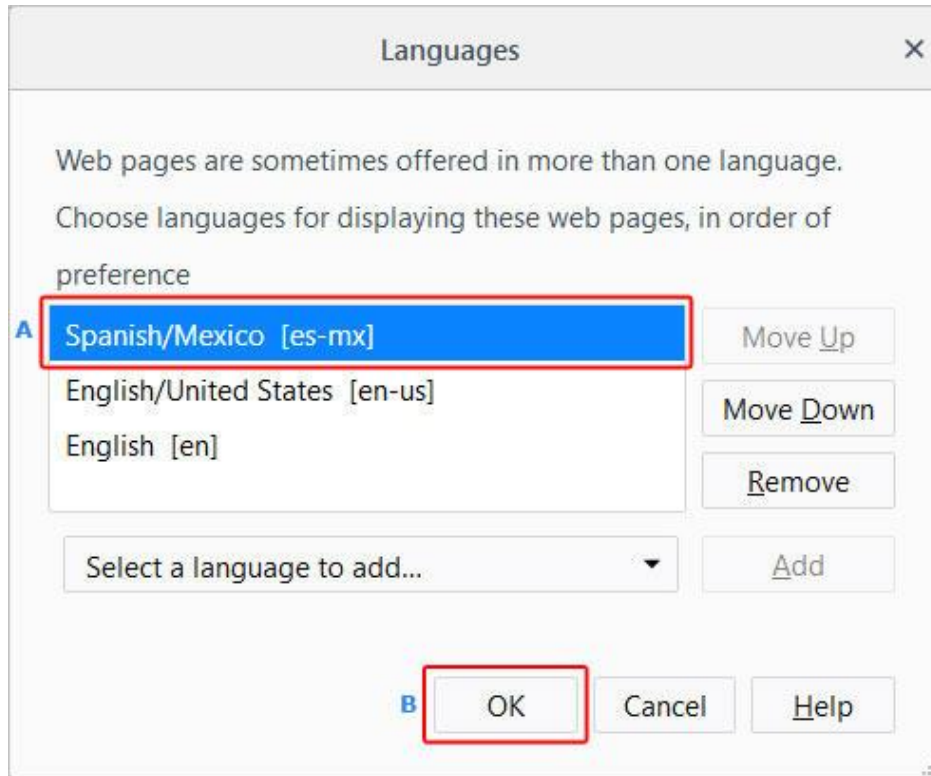 Languages
Web pages are sometimes offered in more than one language.
Choose languages for displaying these web pages, in order of
preference
A
Spanish/Mexico [es-mx]
Move Up
English/United States [en-us]
Move Down
English [en]
Remove
Select a language to add...
Add
B
OK
Cancel
Help